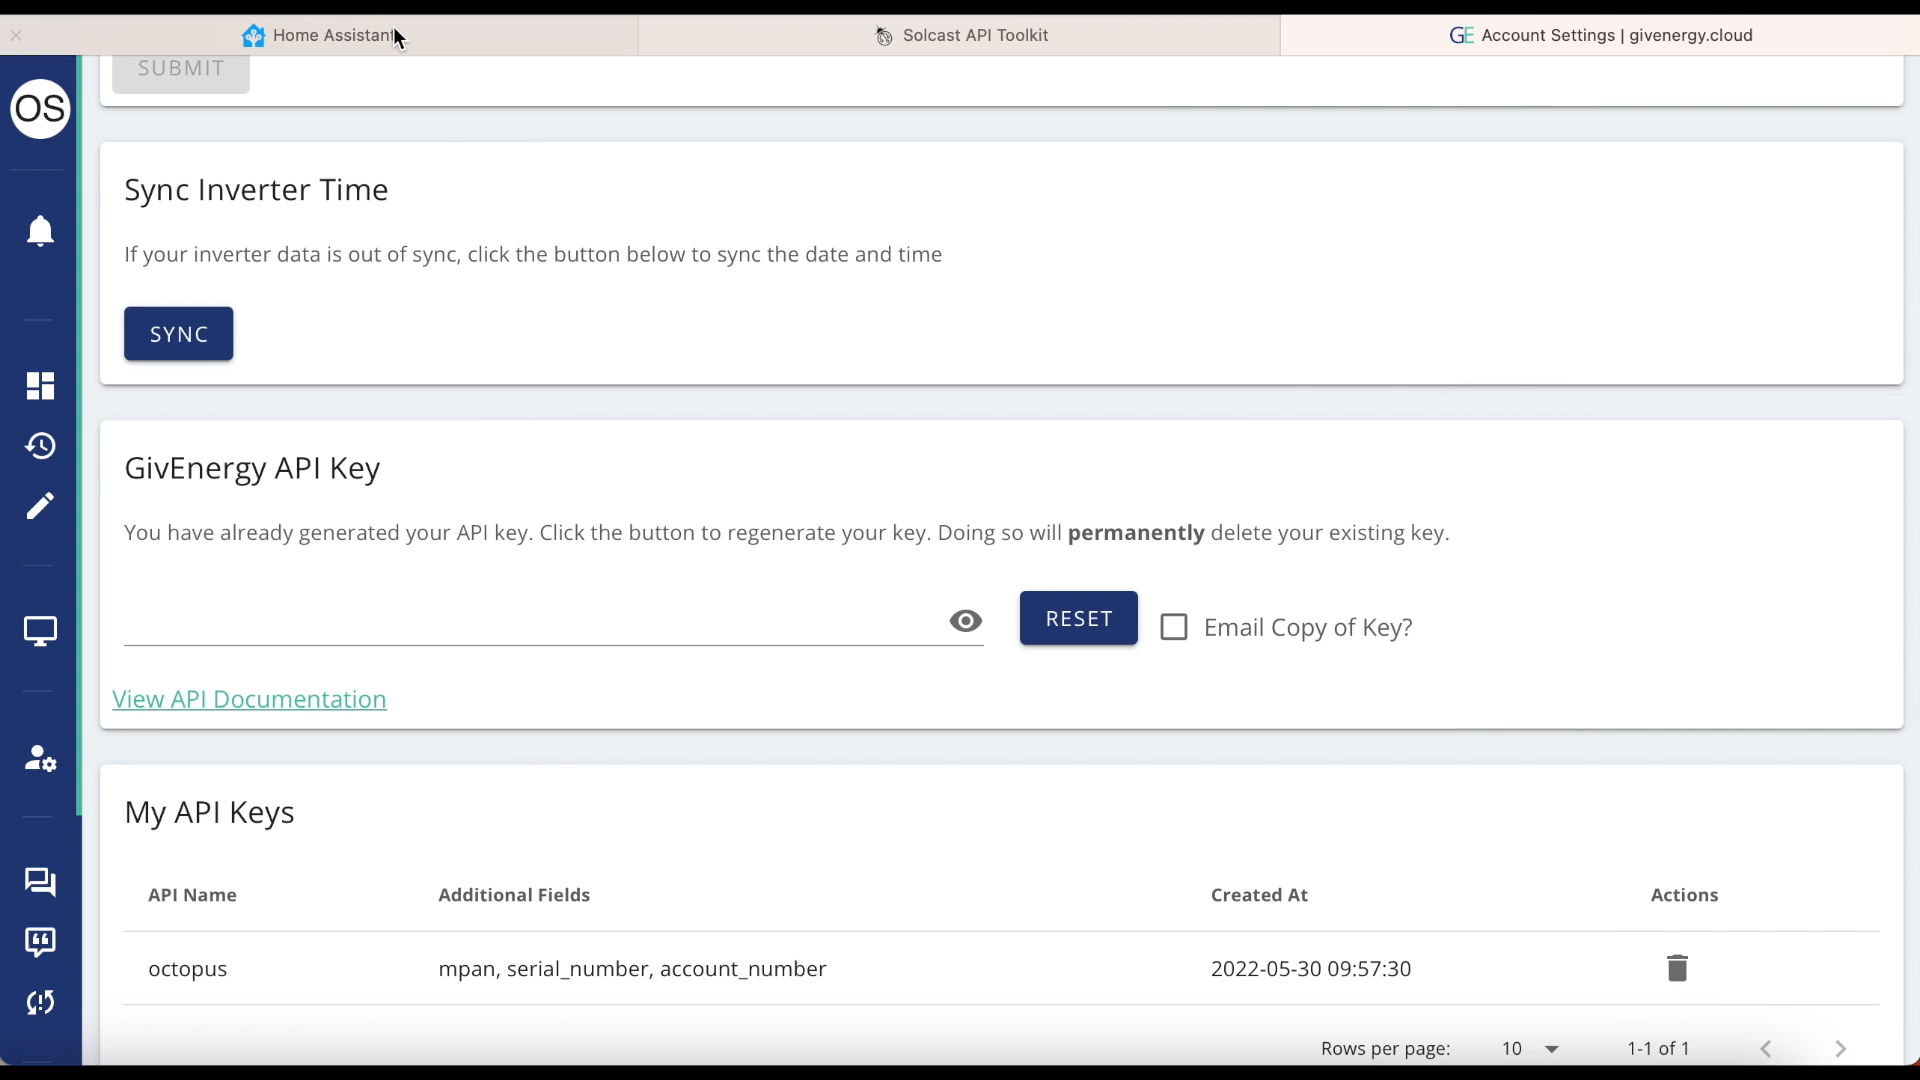 Home Assistant
Solcast API Toolkit
GE Account Settings | givenergy.cloud
SUBMIT
OS
Sync Inverter Time
If your inverter data is out of sync, click the button below to sync the date and time
SYNC
GivEnergy API Key
You have already generated your API key. Click the button to regenerate your key. Doing so will permanently delete your existing key.
RESET
Email Copy of Key?
View API Documentation
My API Keys
API Name Additional Fields Created At Actions
octopus mpan, serial_number, account_number 2022-05-30 09:57:30
Rows per page: 10 1-1 of 1